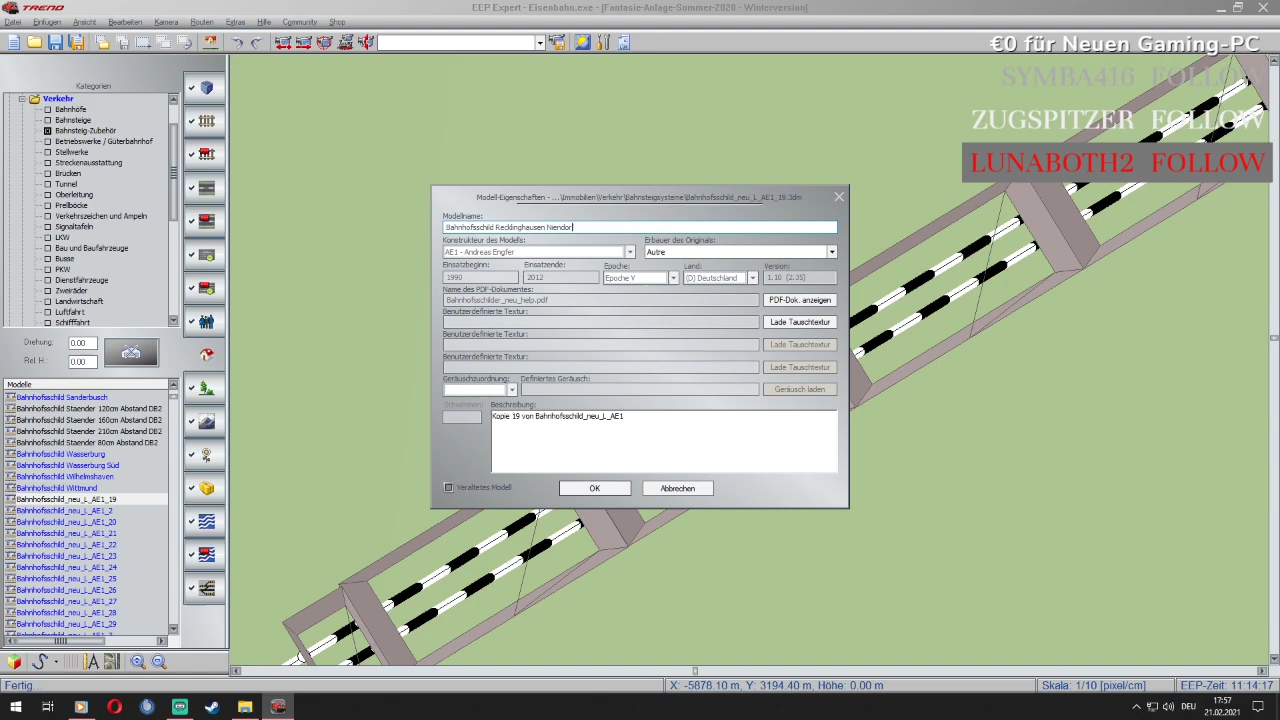 TREND
EEP Expert - Eisenbahn.exe - [Fantasie-Anlage-Sommer-2020 - Winterversion]
Datei Einfügen Ansicht Bearbeiten Kamera Routen Extras Hilfe Community Shop
€0 für Neuen Gaming-PC
SYMBA416 FOLLOW
ZUGSPITZER FOLLOW
LUNABOTH2 FOLLOW
Kategorien
Verkehr
Bahnhöfe
Bahnsteige
Bahnsteig-Zubehör
Betriebswerke / Güterbahnhof
Stellwerke
Streckenausstattung
Brücken
Tunnel
Oberleitung
Prellböcke
Verkehrszeichen und Ampeln
Signaltafeln
LKW
Bau und Baufahrzeuge
Busse
PKW
Dienstfahrzeuge
Zweiräder
Landwirtschaft
Luftfahrt
Schifffahrt
Drehung: 0.00
Rel. H.: 0.00
Modelle
Bahnhofsschild Sanderbusch
Bahnhofsschild Staender 120cm Abstand DB2
Bahnhofsschild Staender 160cm Abstand DB2
Bahnhofsschild Staender 210cm Abstand DB2
Bahnhofsschild Staender 80cm Abstand DB2
Bahnhofsschild Wasserburg
Bahnhofsschild Wasserburg Süd
Bahnhofsschild Wilhelmshaven
Bahnhofsschild Wittmund
Bahnhofsschild_neu_L_AE1_19
Bahnhofsschild_neu_L_AE1_2
Bahnhofsschild_neu_L_AE1_20
Bahnhofsschild_neu_L_AE1_21
Bahnhofsschild_neu_L_AE1_22
Bahnhofsschild_neu_L_AE1_23
Bahnhofsschild_neu_L_AE1_24
Bahnhofsschild_neu_L_AE1_25
Bahnhofsschild_neu_L_AE1_26
Bahnhofsschild_neu_L_AE1_27
Bahnhofsschild_neu_L_AE1_28
Bahnhofsschild_neu_L_AE1_29
Bahnhofsschild_neu_L_AE1_3
Modell-Eigenschaften - ...\Immobilien\Verkehr\Bahnsteigsysteme\Bahnhofsschild_neu_L_AE1_19.3dm
Modellname:
Bahnhofsschild Recklinghausen Niendorf
Konstrukteur des Modells: Erbauer des Originals:
AE1 - Andreas Engfer Autre
Einsatzbeginn: Einsatzende: Epoche: Land: Version:
1990 2012 Epoche V (D) Deutschland 1.10 (2.35)
Name des PDF-Dokumentes:
Bahnhofsschilder_neu_help.pdf PDF-Dok. anzeigen
Benutzerdefinierte Textur:
Lade Tauschtextur
Benutzerdefinierte Textur:
Lade Tauschtextur
Benutzerdefinierte Textur:
Lade Tauschtextur
Geräuschzuordnung: Definiertes Geräusch:
Geräusch laden
Schwimmen: Beschreibung:
Kopie 19 von Bahnhofsschild_neu_L_AE1
Veraltetes Modell OK Abbrechen
Fertig. X: -5878.10 m, Y: 3194.40 m, Höhe: 0.00 m Skala: 1/10 [pixel/cm] EEP-Zeit: 11:14:17
DEU 17:57
21.02.2021